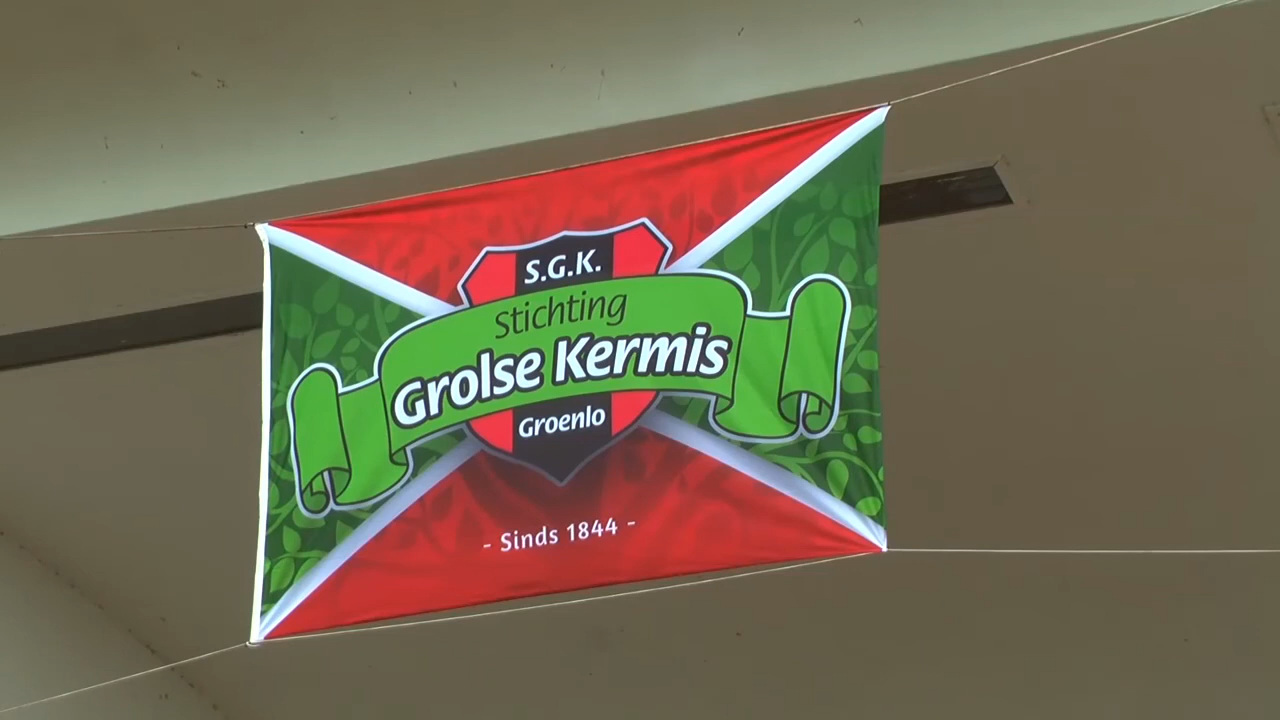 S.G.K.
Stichting
Grolse Kermis
Groenlo
- Sinds 1844 -